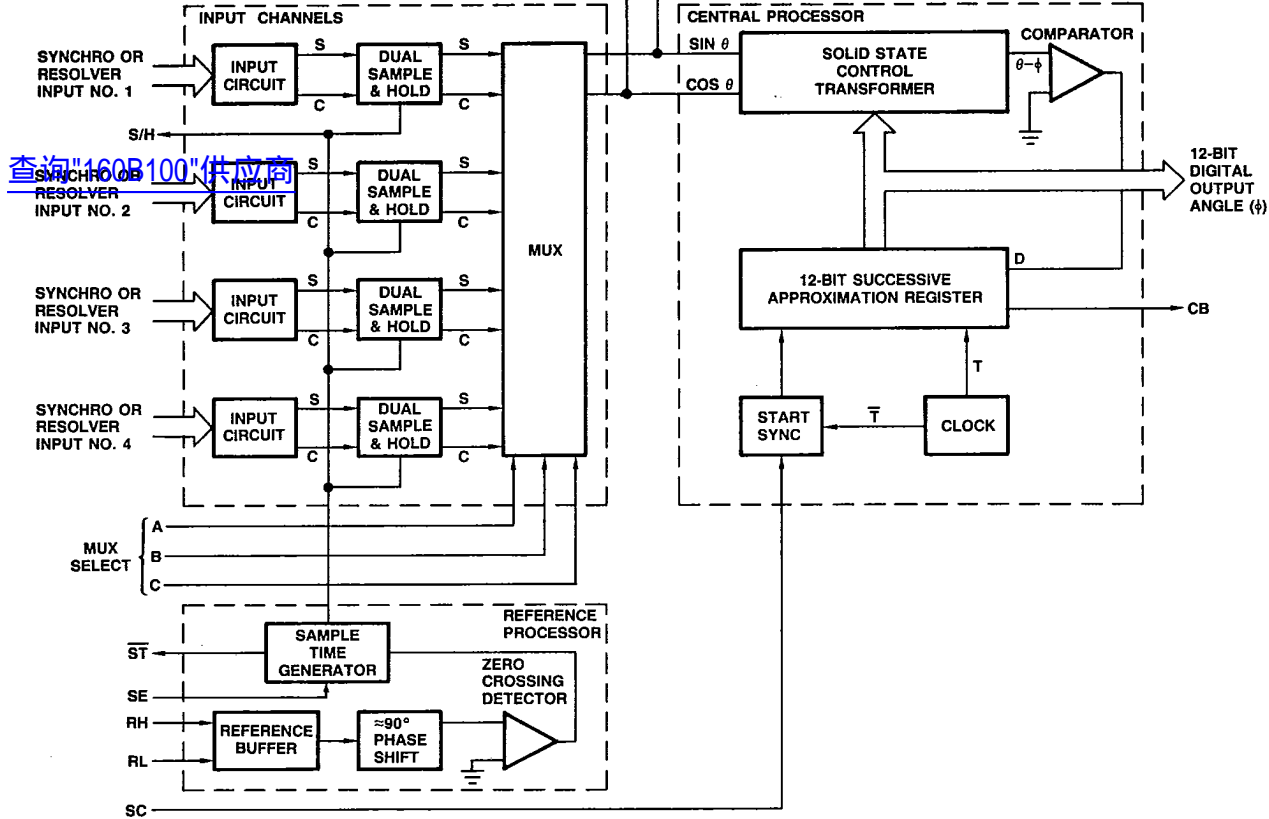 INPUT CHANNELS
CENTRAL PROCESSOR
SYNCHRO OR
RESOLVER
INPUT NO. 1
INPUT
CIRCUIT
S
C
DUAL
SAMPLE
& HOLD
S
C
S/H
查询"160B100"供应商
SYNCHRO OR
RESOLVER
INPUT NO. 2
INPUT
CIRCUIT
S
C
DUAL
SAMPLE
& HOLD
S
C
SYNCHRO OR
RESOLVER
INPUT NO. 3
INPUT
CIRCUIT
S
C
DUAL
SAMPLE
& HOLD
S
C
SYNCHRO OR
RESOLVER
INPUT NO. 4
INPUT
CIRCUIT
S
C
DUAL
SAMPLE
& HOLD
S
C
MUX
SIN θ
COS θ
SOLID STATE
CONTROL
TRANSFORMER
COMPARATOR
θ–ϕ
12-BIT
DIGITAL
OUTPUT
ANGLE (ϕ)
12-BIT SUCCESSIVE
APPROXIMATION REGISTER
D
CB
T
START
SYNC
T̅
CLOCK
MUX
SELECT
A
B
C
REFERENCE
PROCESSOR
SAMPLE
TIME
GENERATOR
S̅T̅
SE
ZERO
CROSSING
DETECTOR
RH
RL
REFERENCE
BUFFER
≈90°
PHASE
SHIFT
SC